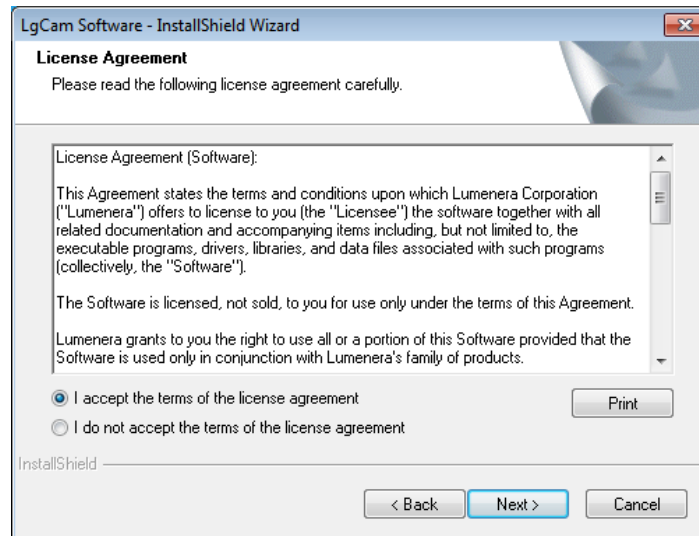 LgCam Software - InstallShield Wizard
License Agreement
Please read the following license agreement carefully.
License Agreement (Software):
This Agreement states the terms and conditions upon which Lumenera Corporation
("Lumenera") offers to license to you (the "Licensee") the software together with all
related documentation and accompanying items including, but not limited to, the
executable programs, drivers, libraries, and data files associated with such programs
(collectively, the "Software").
The Software is licensed, not sold, to you for use only under the terms of this Agreement.
Lumenera grants to you the right to use all or a portion of this Software provided that the
Software is used only in conjunction with Lumenera's family of products.
I accept the terms of the license agreement
Print
I do not accept the terms of the license agreement
InstallShield
< Back
Next >
Cancel